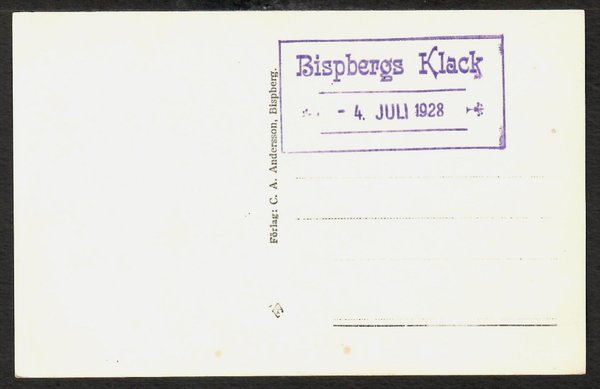 Bispbergs Klack
- 4. JULI 1928
Förlag: C. A. Andersson, Bispberg.